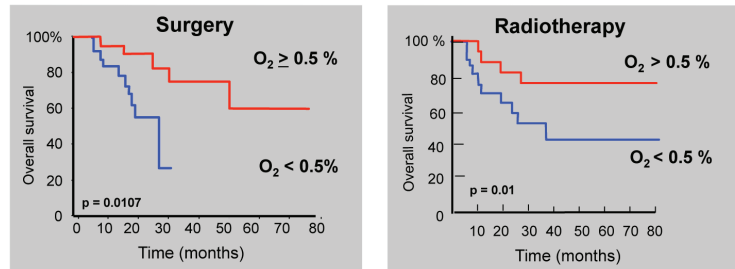 Surgery
100%
80
60
40
20
0
Overall survival
O₂ ≥ 0.5 %
O₂ < 0.5%
p = 0.0107
0 10 20 30 40 50 60 70 80
Time (months)
Radiotherapy
100%
80
60
40
20
0
Overall survival
O₂ > 0.5 %
O₂ < 0.5 %
p = 0.01
10 20 30 40 50 60 70 80
Time (months)